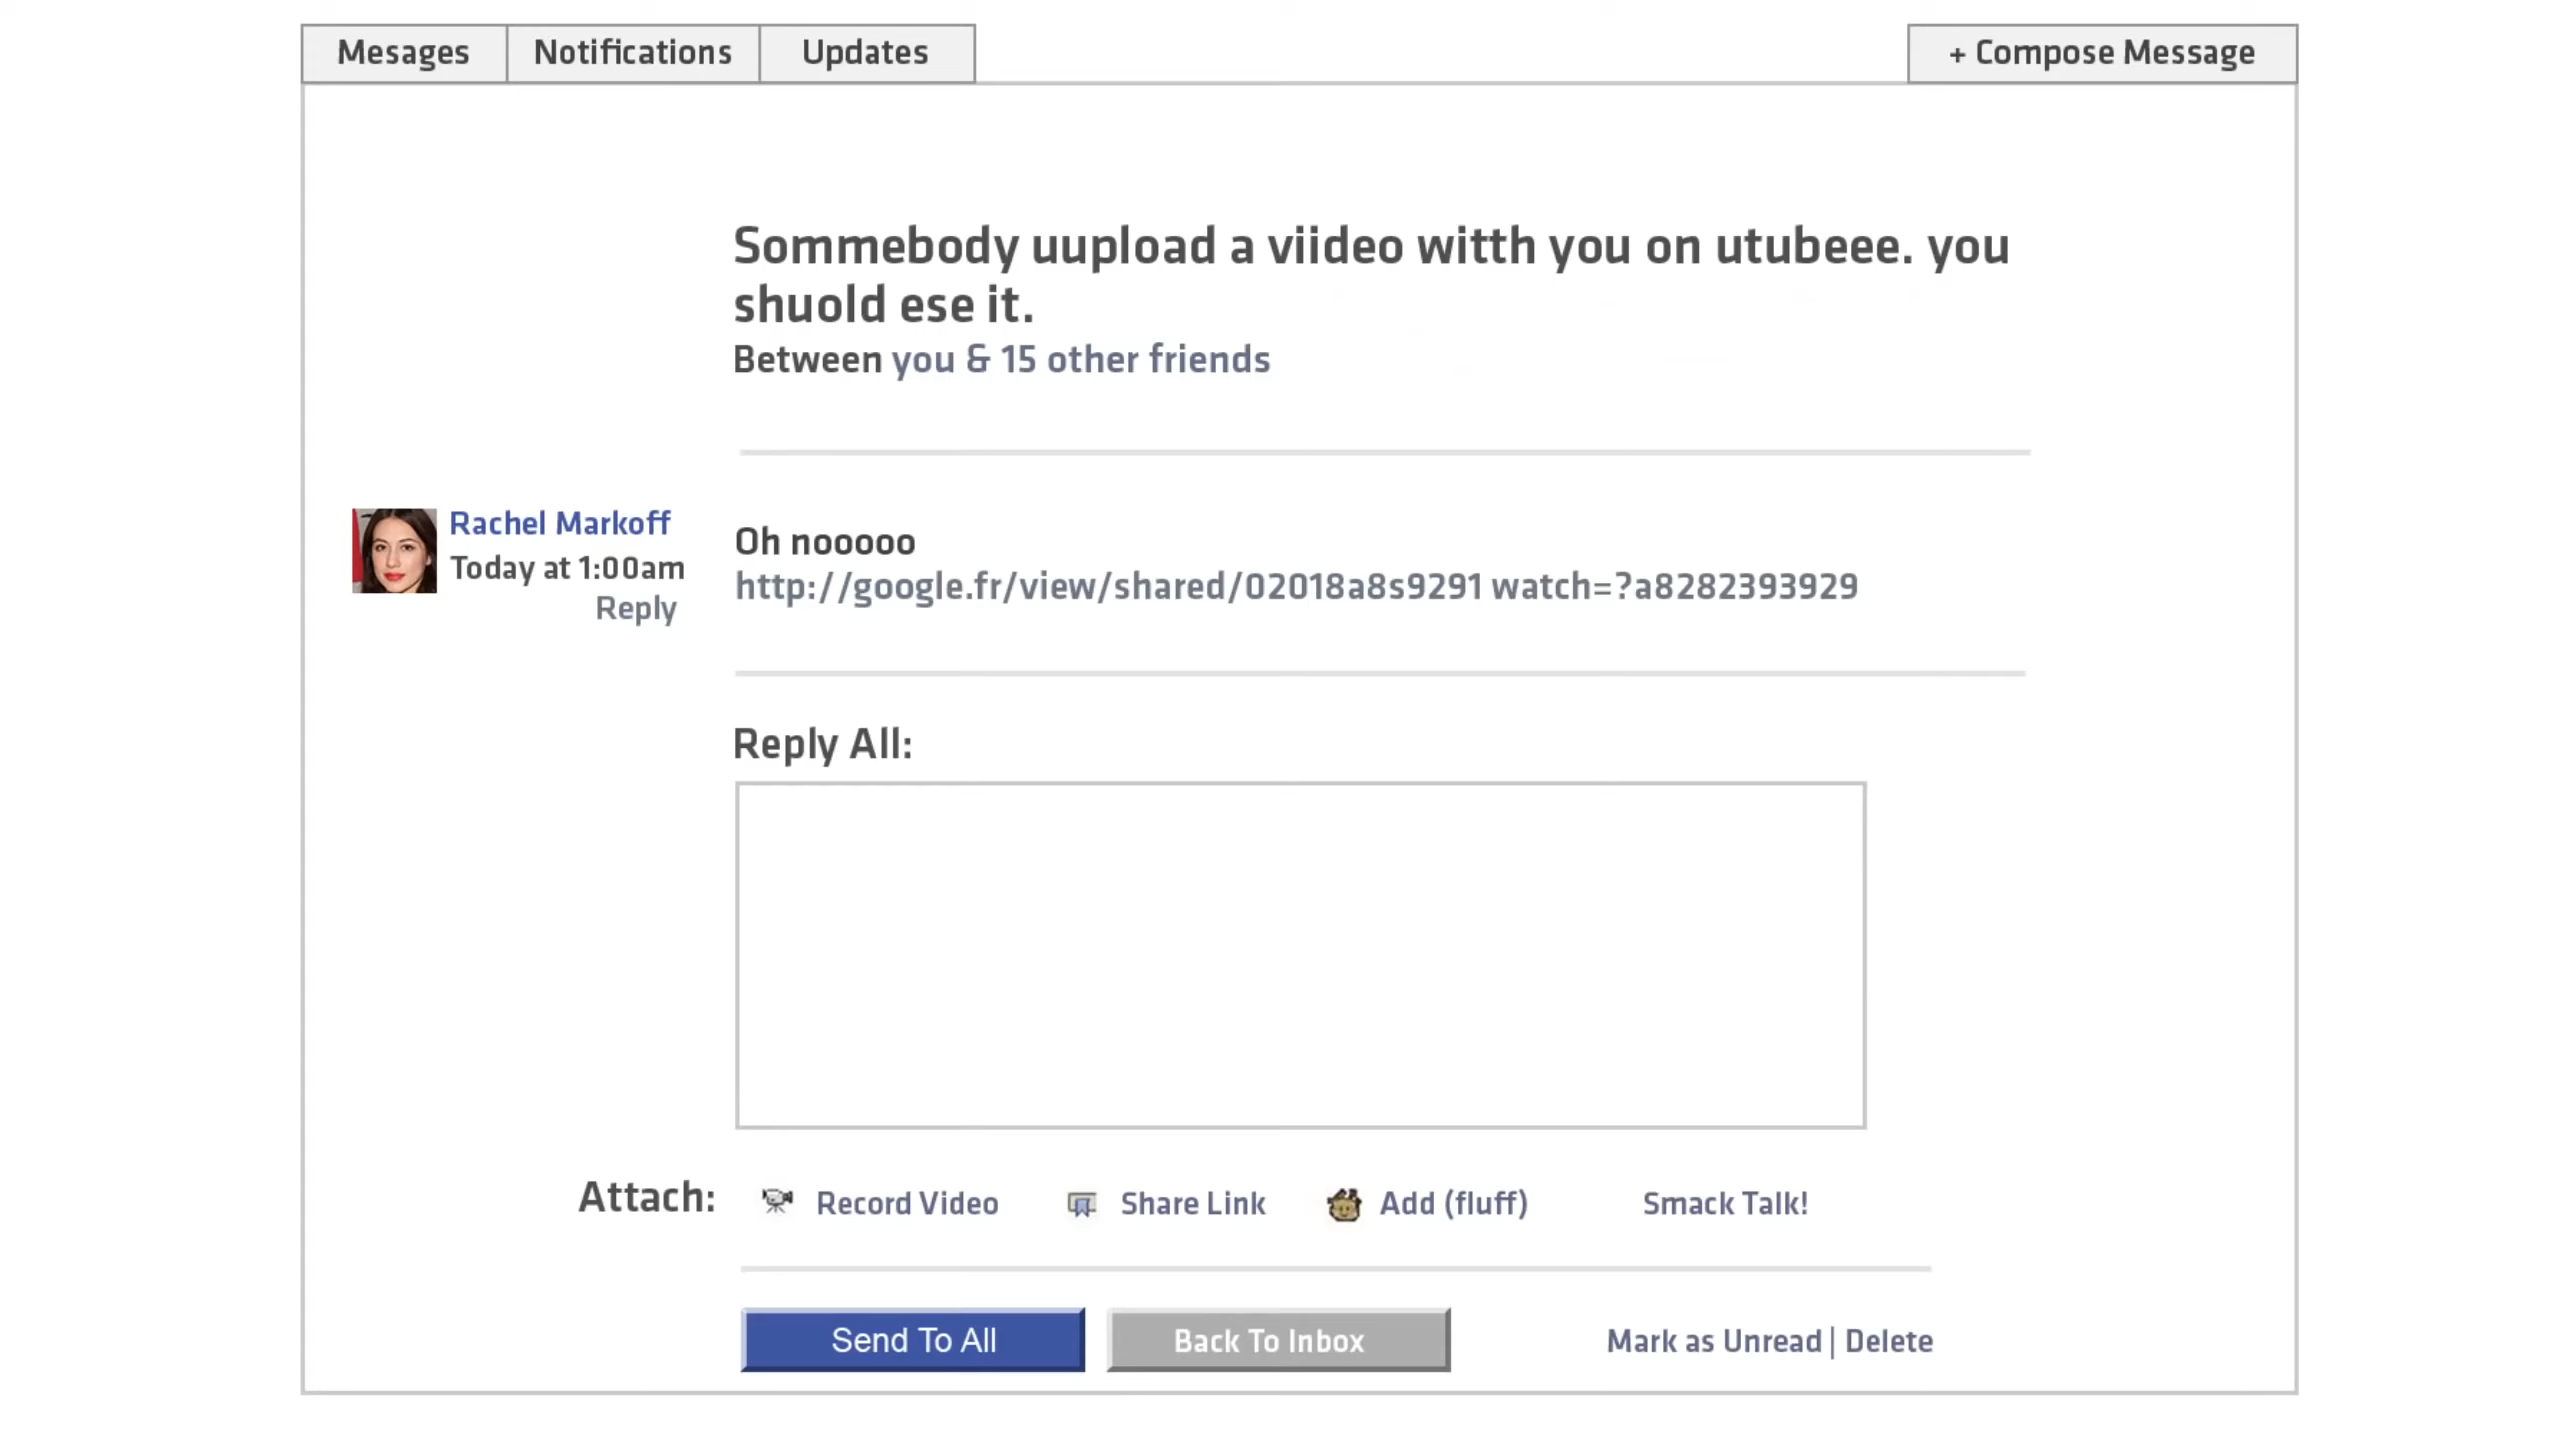 Mesages Notifications Updates + Compose Message
Sommebody uupload a viideo witth you on utubeee. you
shuold ese it.
Between you & 15 other friends
Rachel Markoff
Today at 1:00am
Reply
Oh nooooo
http://google.fr/view/shared/02018a8s9291 watch=?a8282393929
Reply All:
Attach: Record Video Share Link Add (fluff) Smack Talk!
Send To All Back To Inbox Mark as Unread | Delete